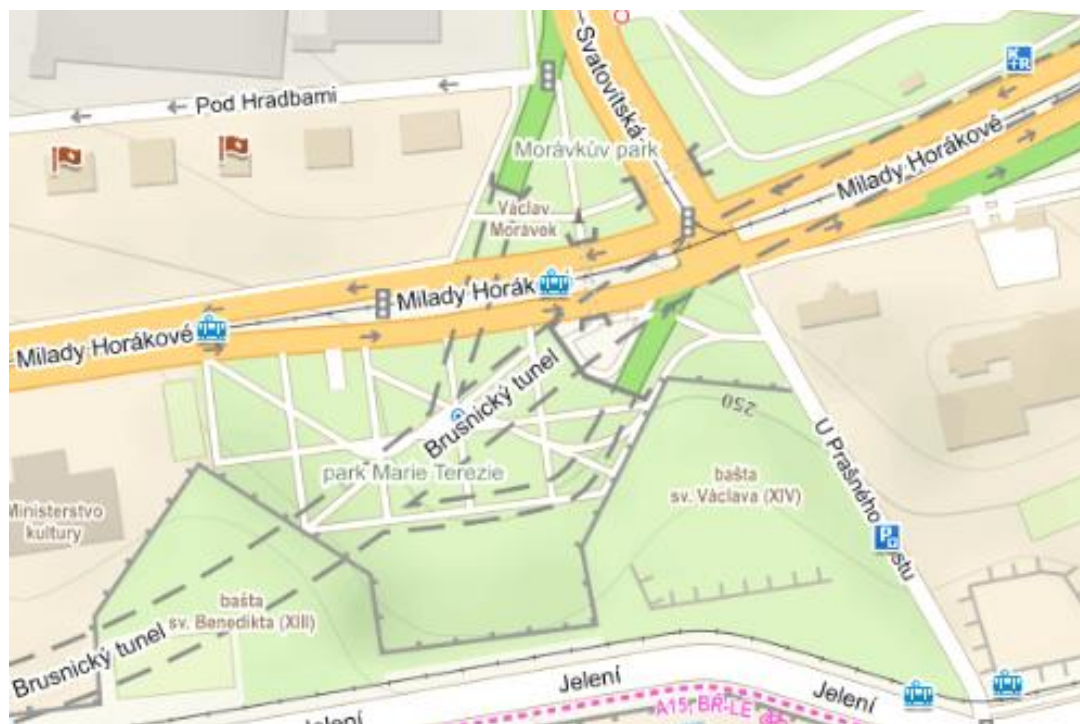 Svatovítská
K+R
Pod Hradbami
Morávkův park
Milady Horákové
Václav
Morávek
Milady Horák
Milady Horákové
Brusnický tunel
250
park Marie Terezie
U Prašného
bašta
sv. Václava (XIV)
Ministerstvo
kultury
P
bašta
sv. Benedikta (XIII)
Brusnický tunel
Jelení
Jelení
Jelení
A15, BR-LE